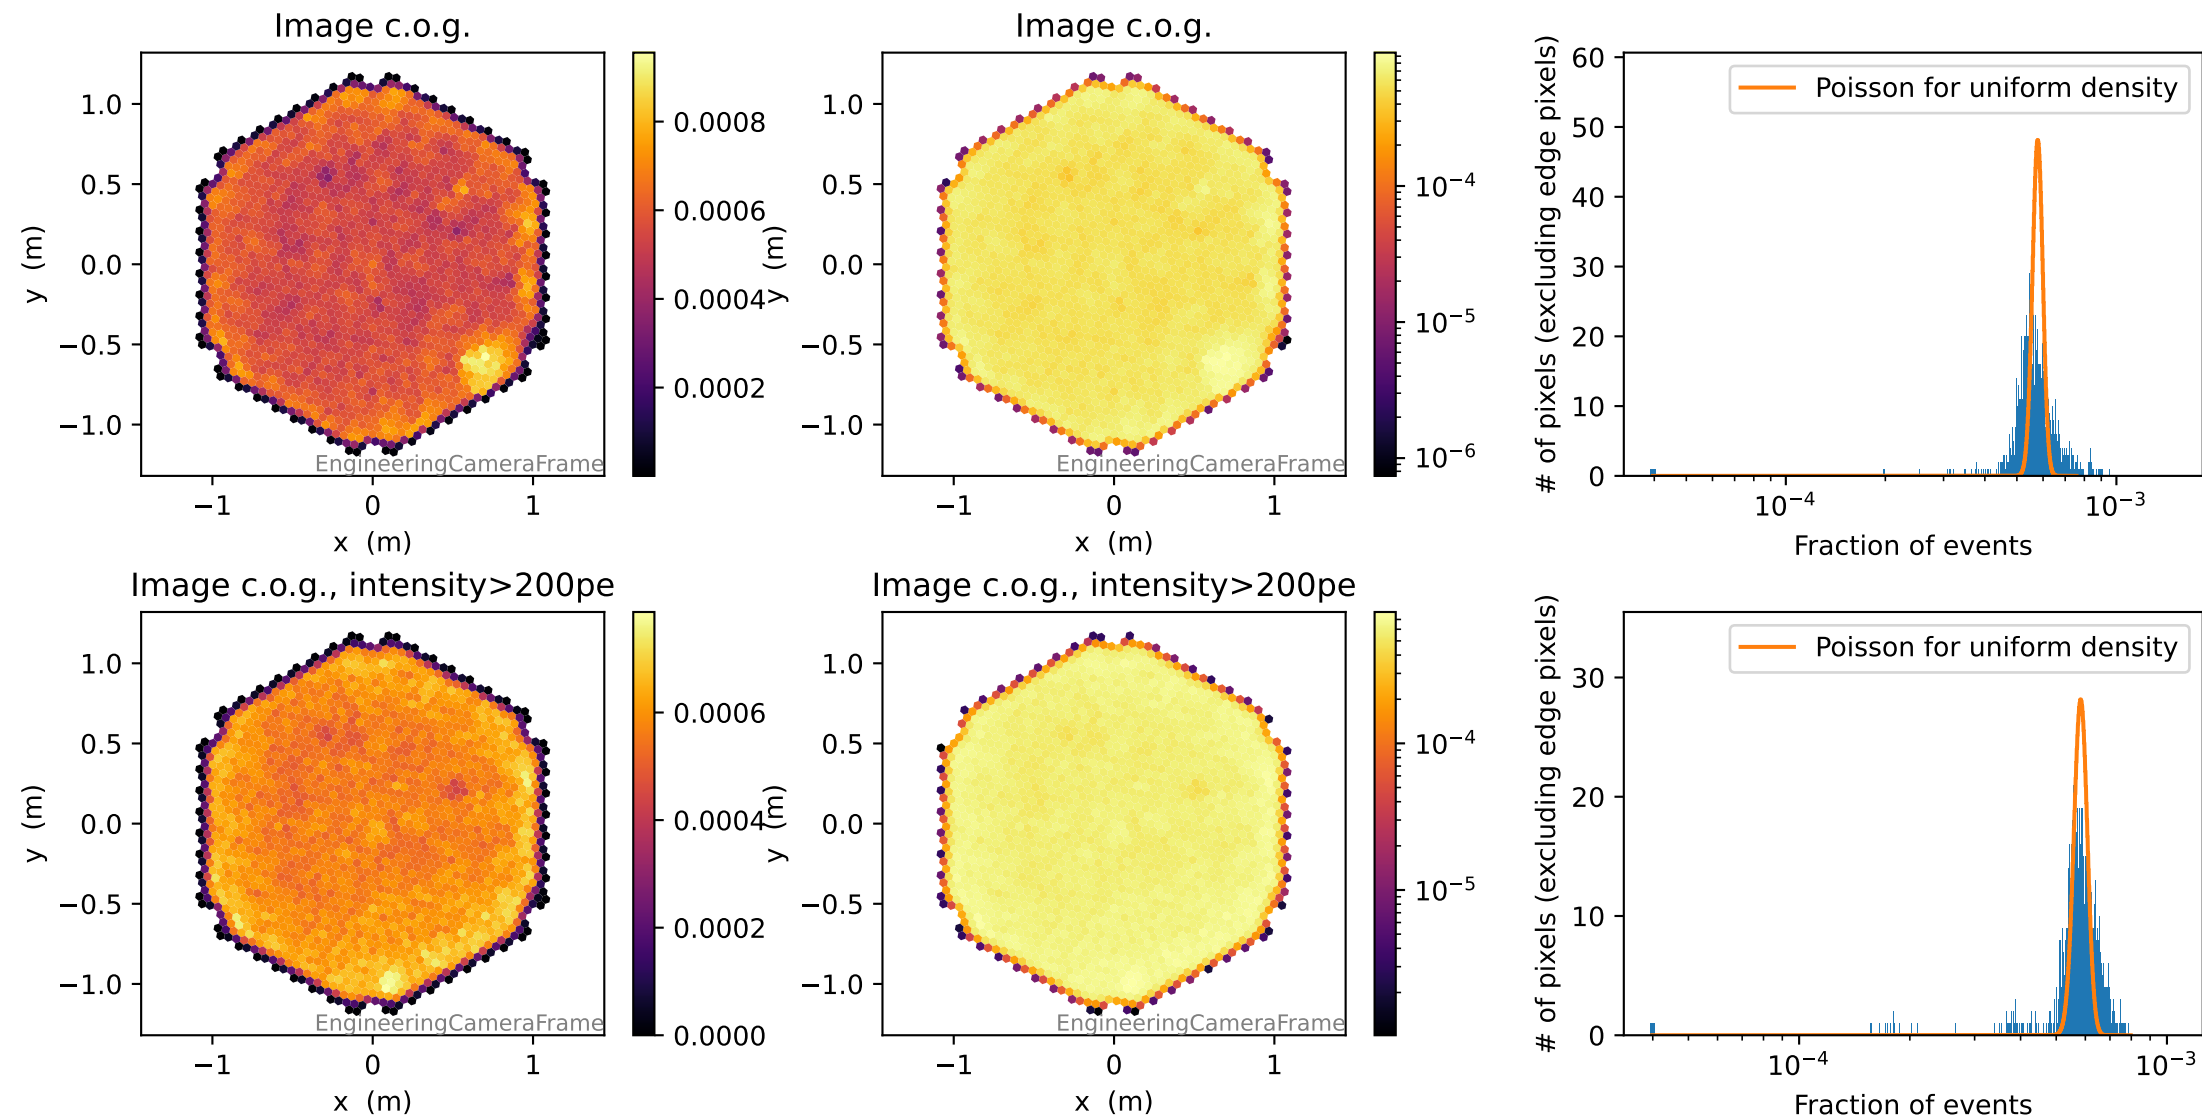 Image c.o.g.
1.0
0.5
0.0
−0.5
−1.0
y (m)
−1
0
1
x (m)
EngineeringCameraFrame
0.0008
0.0006
0.0004
0.0002
Image c.o.g.
1.0
0.5
0.0
−0.5
−1.0
y (m)
−1
0
1
x (m)
EngineeringCameraFrame
10⁻⁴
10⁻⁵
10⁻⁶
60
50
40
30
20
10
0
# of pixels (excluding edge pixels)
Poisson for uniform density
10⁻⁴
10⁻³
Fraction of events
Image c.o.g., intensity>200pe
1.0
0.5
0.0
−0.5
−1.0
y (m)
−1
0
1
x (m)
EngineeringCameraFrame
0.0006
0.0004
0.0002
0.0000
Image c.o.g., intensity>200pe
1.0
0.5
0.0
−0.5
−1.0
y (m)
−1
0
1
x (m)
EngineeringCameraFrame
10⁻⁴
10⁻⁵
30
20
10
0
# of pixels (excluding edge pixels)
Poisson for uniform density
10⁻⁴
10⁻³
Fraction of events